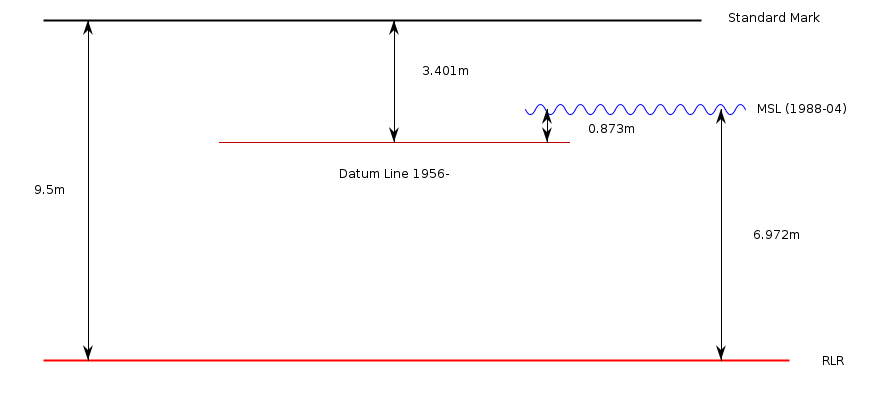 Standard Mark
3.401m
MSL (1988-04)
0.873m
Datum Line 1956-
9.5m
6.972m
RLR